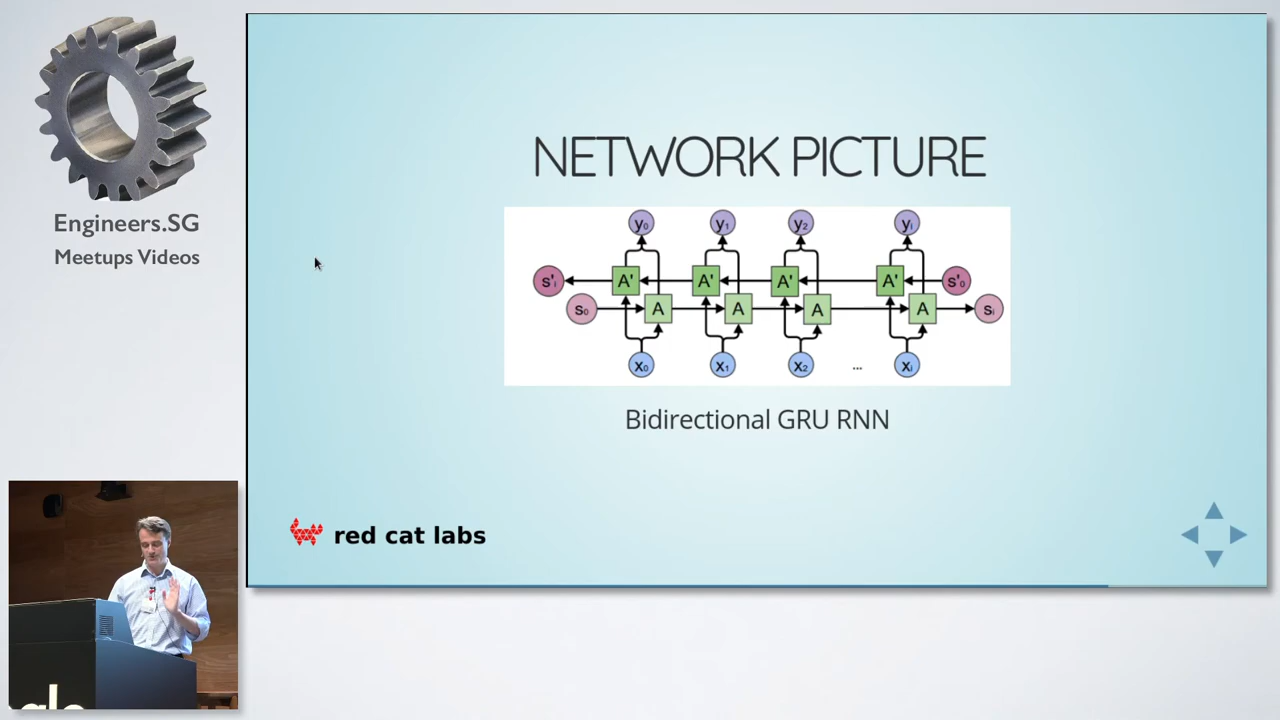 Engineers.SG
Meetups Videos
NETWORK PICTURE
y₀ y₁ y₂ yᵢ
A' A' A' A'
s'ᵢ s'₀
s₀ A A A A sᵢ
x₀ x₁ x₂ ... xᵢ
Bidirectional GRU RNN
red cat labs